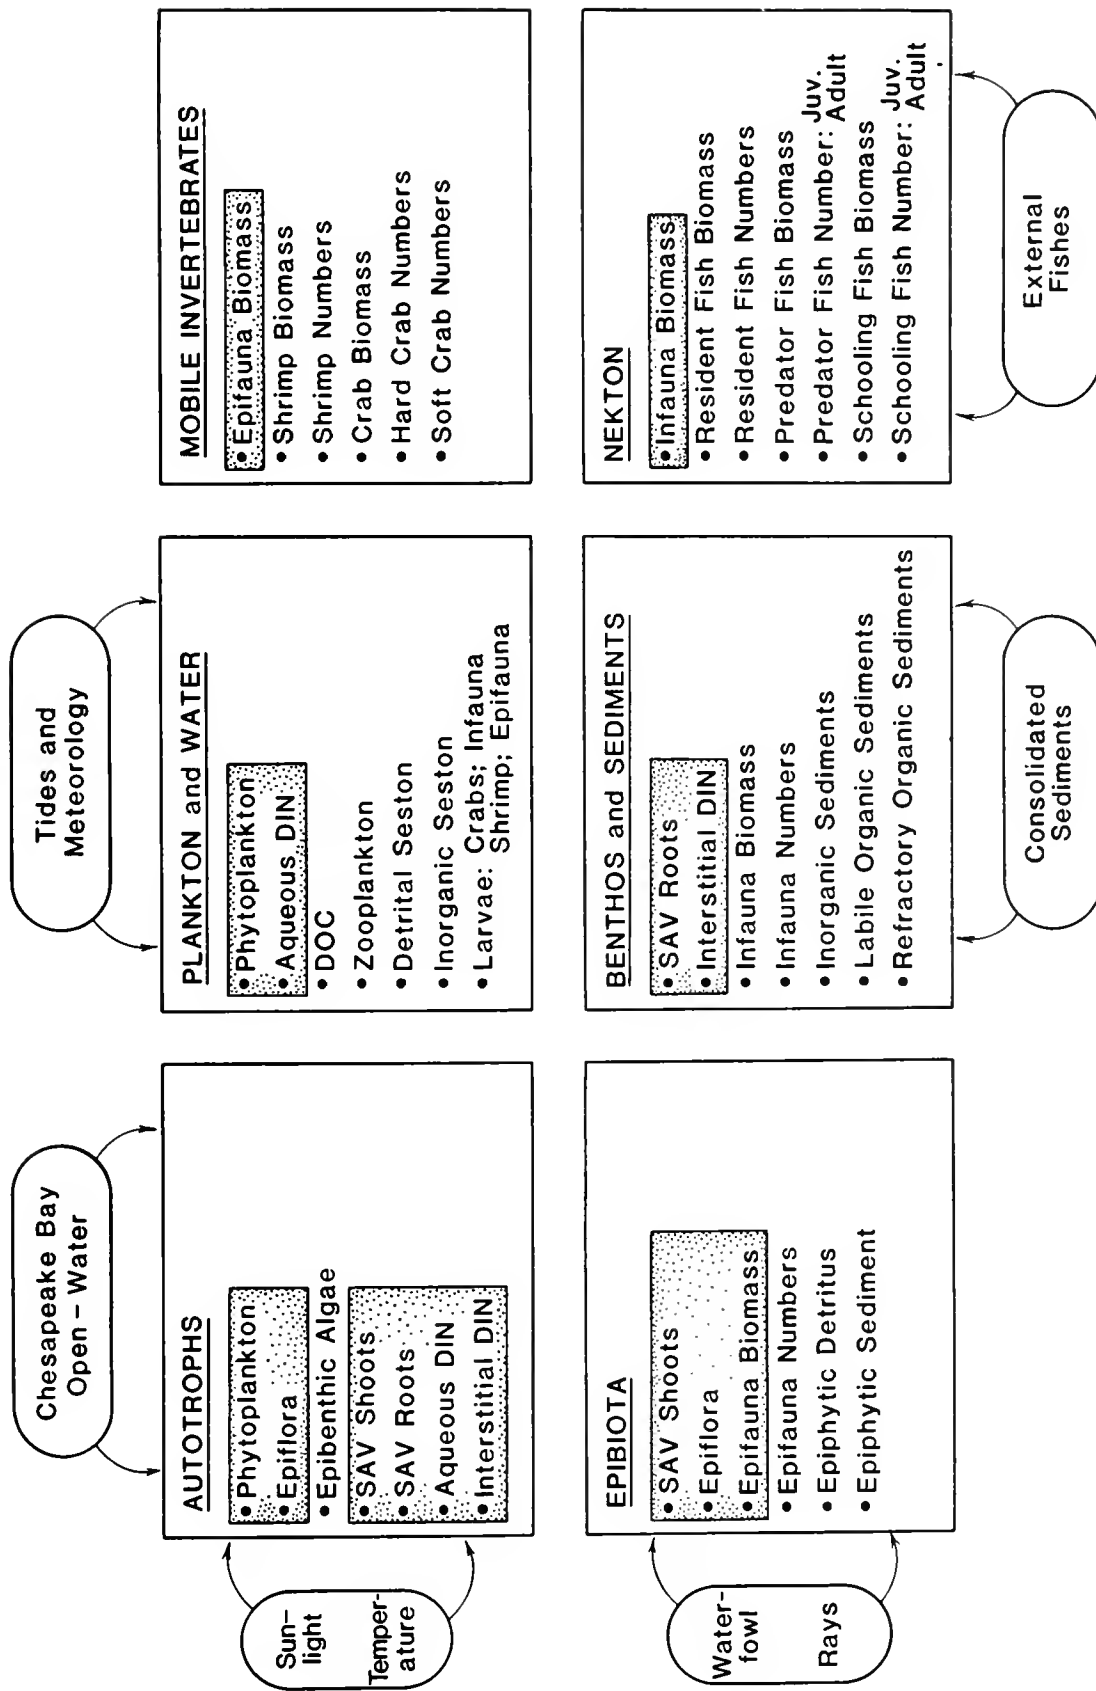 Chesapeake Bay
Open – Water
Tides and
Meteorology
Sun–
light
Temper-
ature
AUTOTROPHS
• Phytoplankton
• Epiflora
• Epibenthic Algae
• SAV Shoots
• SAV Roots
• Aqueous DIN
• Interstitial DIN
PLANKTON and WATER
• Phytoplankton
• Aqueous DIN
• DOC
• Zooplankton
• Detrital Seston
• Inorganic Seston
• Larvae: Crabs; Infauna
Shrimp; Epifauna
MOBILE INVERTEBRATES
• Epifauna Biomass
• Shrimp Biomass
• Shrimp Numbers
• Crab Biomass
• Hard Crab Numbers
• Soft Crab Numbers
Water-
fowl
Rays
EPIBIOTA
• SAV Shoots
• Epiflora
• Epifauna Biomass
• Epifauna Numbers
• Epiphytic Detritus
• Epiphytic Sediment
BENTHOS and SEDIMENTS
• SAV Roots
• Interstitial DIN
• Infauna Biomass
• Infauna Numbers
• Inorganic Sediments
• Labile Organic Sediments
• Refractory Organic Sediments
NEKTON
• Infauna Biomass
• Resident Fish Biomass
• Resident Fish Numbers
• Predator Fish Biomass
• Predator Fish Number: Juv.
Adult
• Schooling Fish Biomass
• Schooling Fish Number: Juv.
Adult
Consolidated
Sediments
External
Fishes